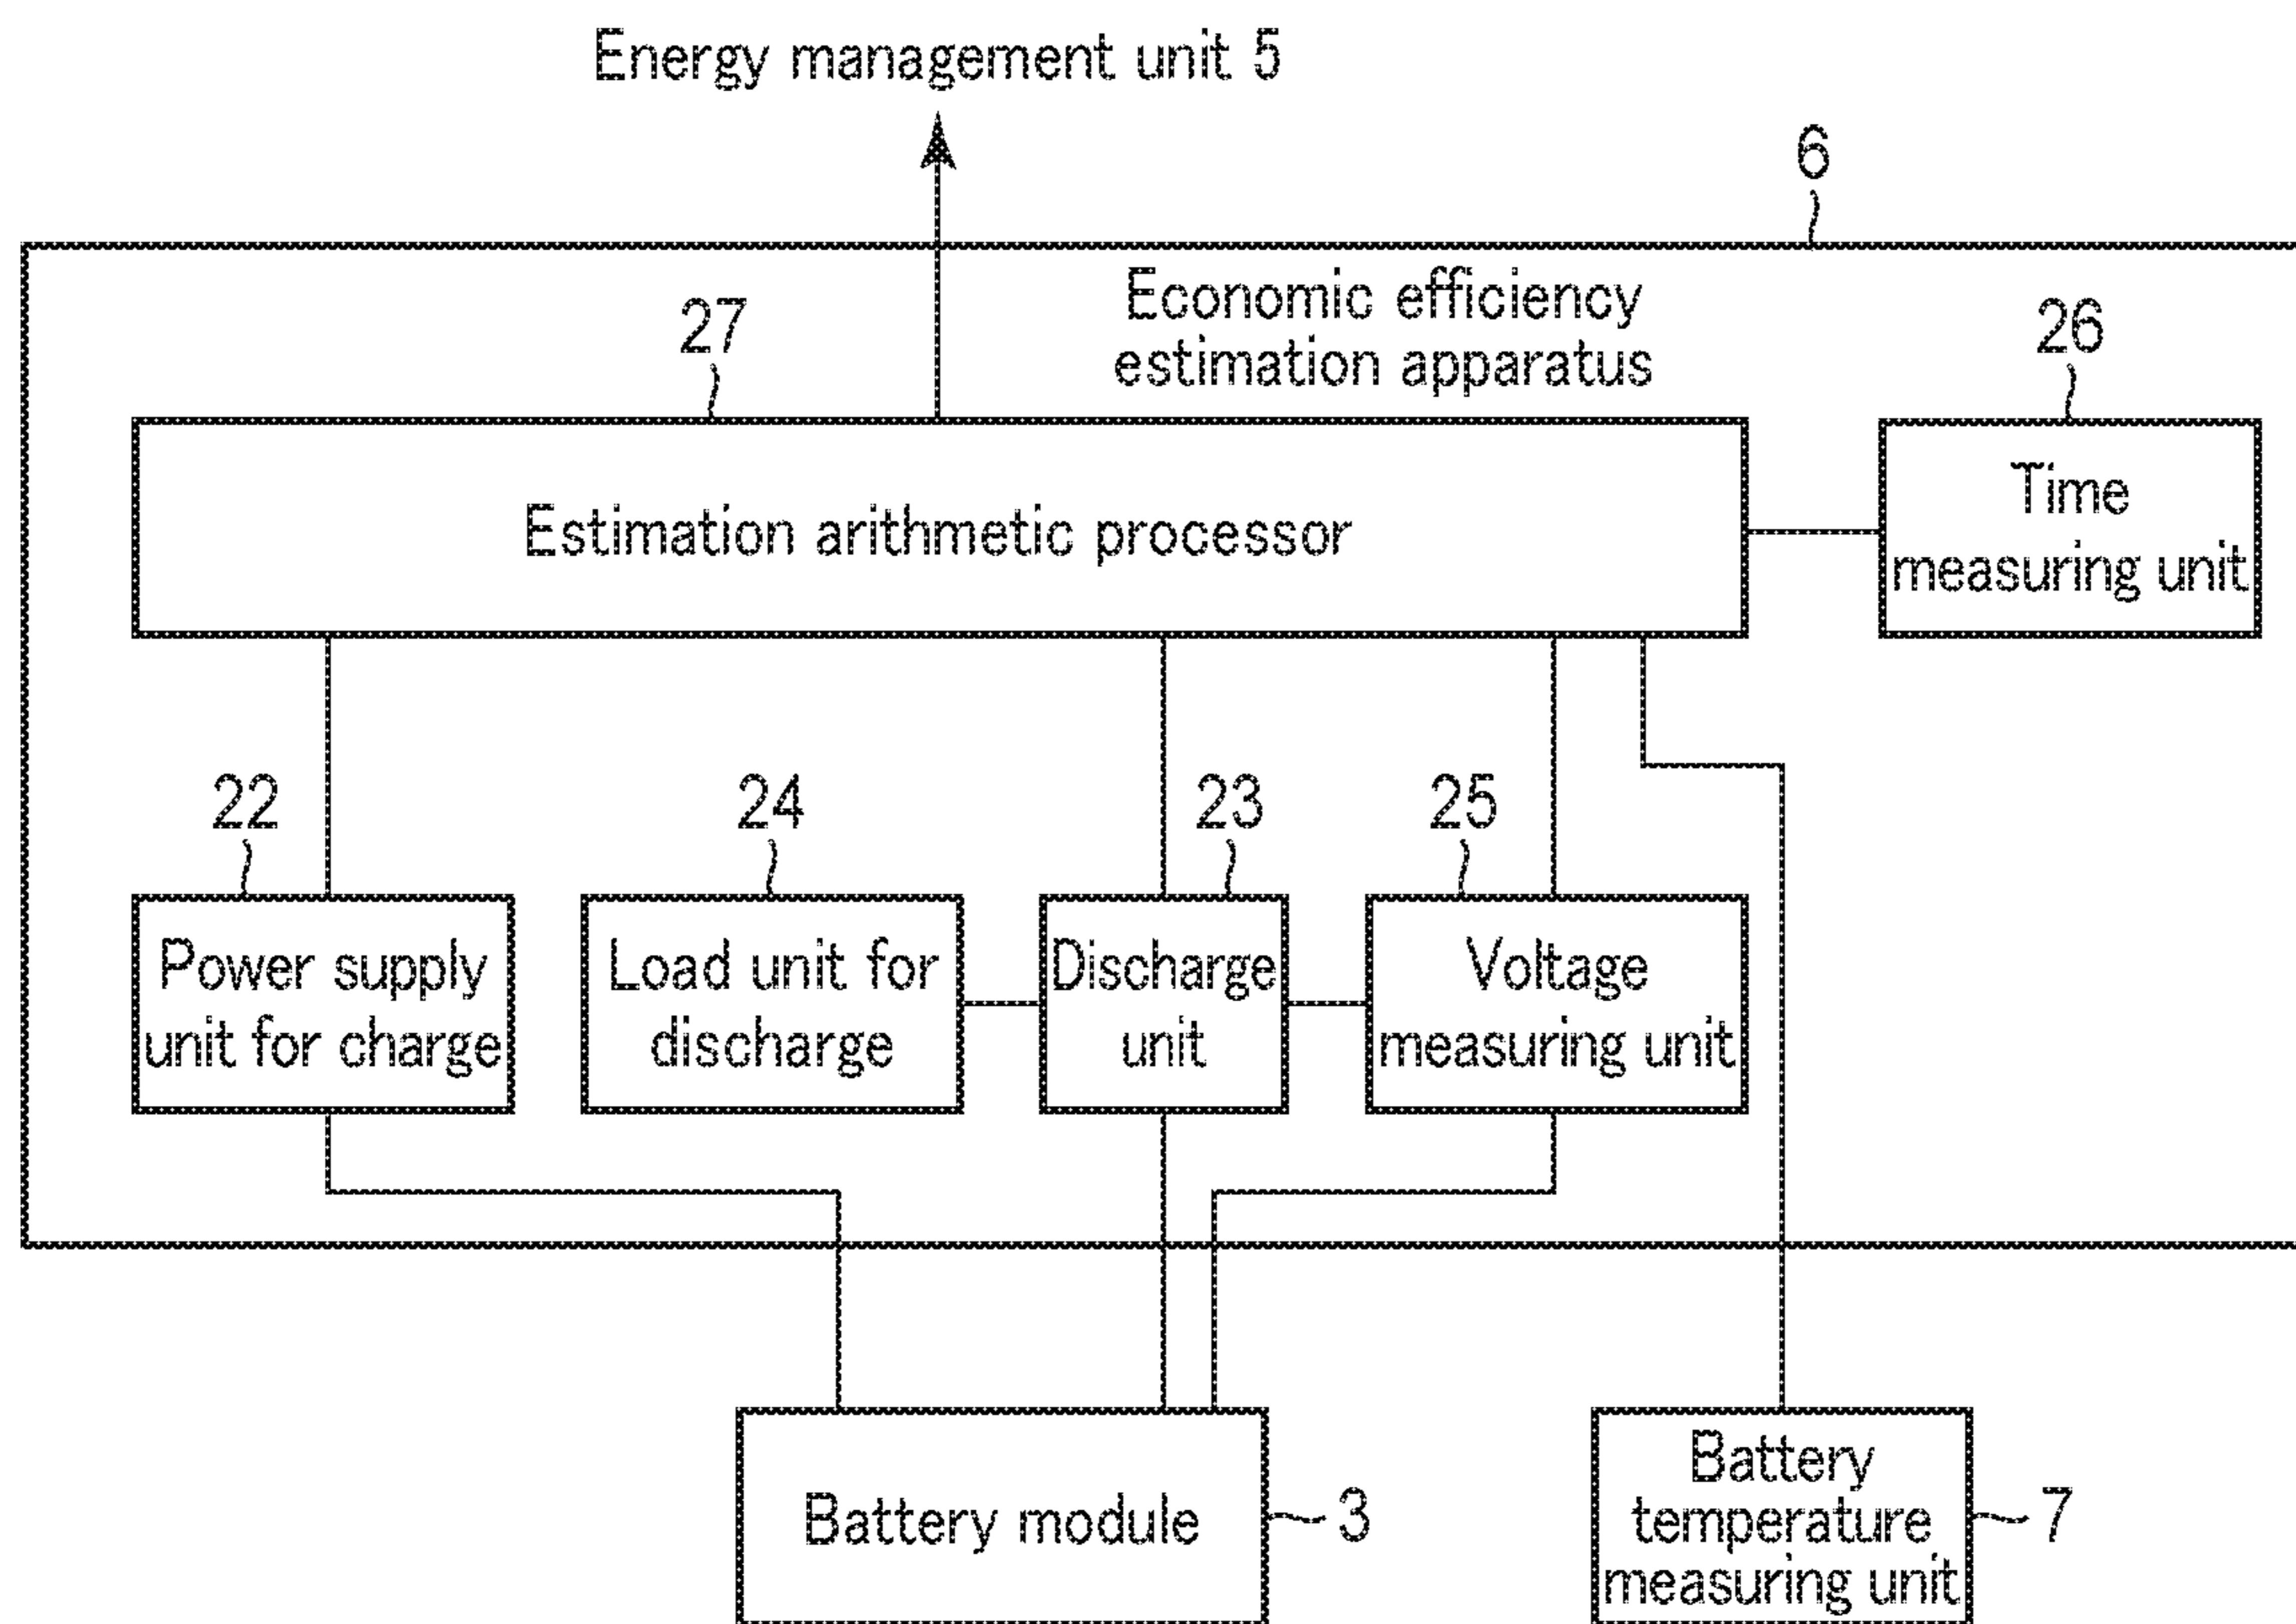 Energy management unit 5
6
Economic efficiency
estimation apparatus
27
26
Estimation arithmetic processor
Time
measuring unit
22
24
23
25
Power supply
unit for charge
Load unit for
discharge
Discharge
unit
Voltage
measuring unit
Battery module
3
Battery
temperature
measuring unit
7